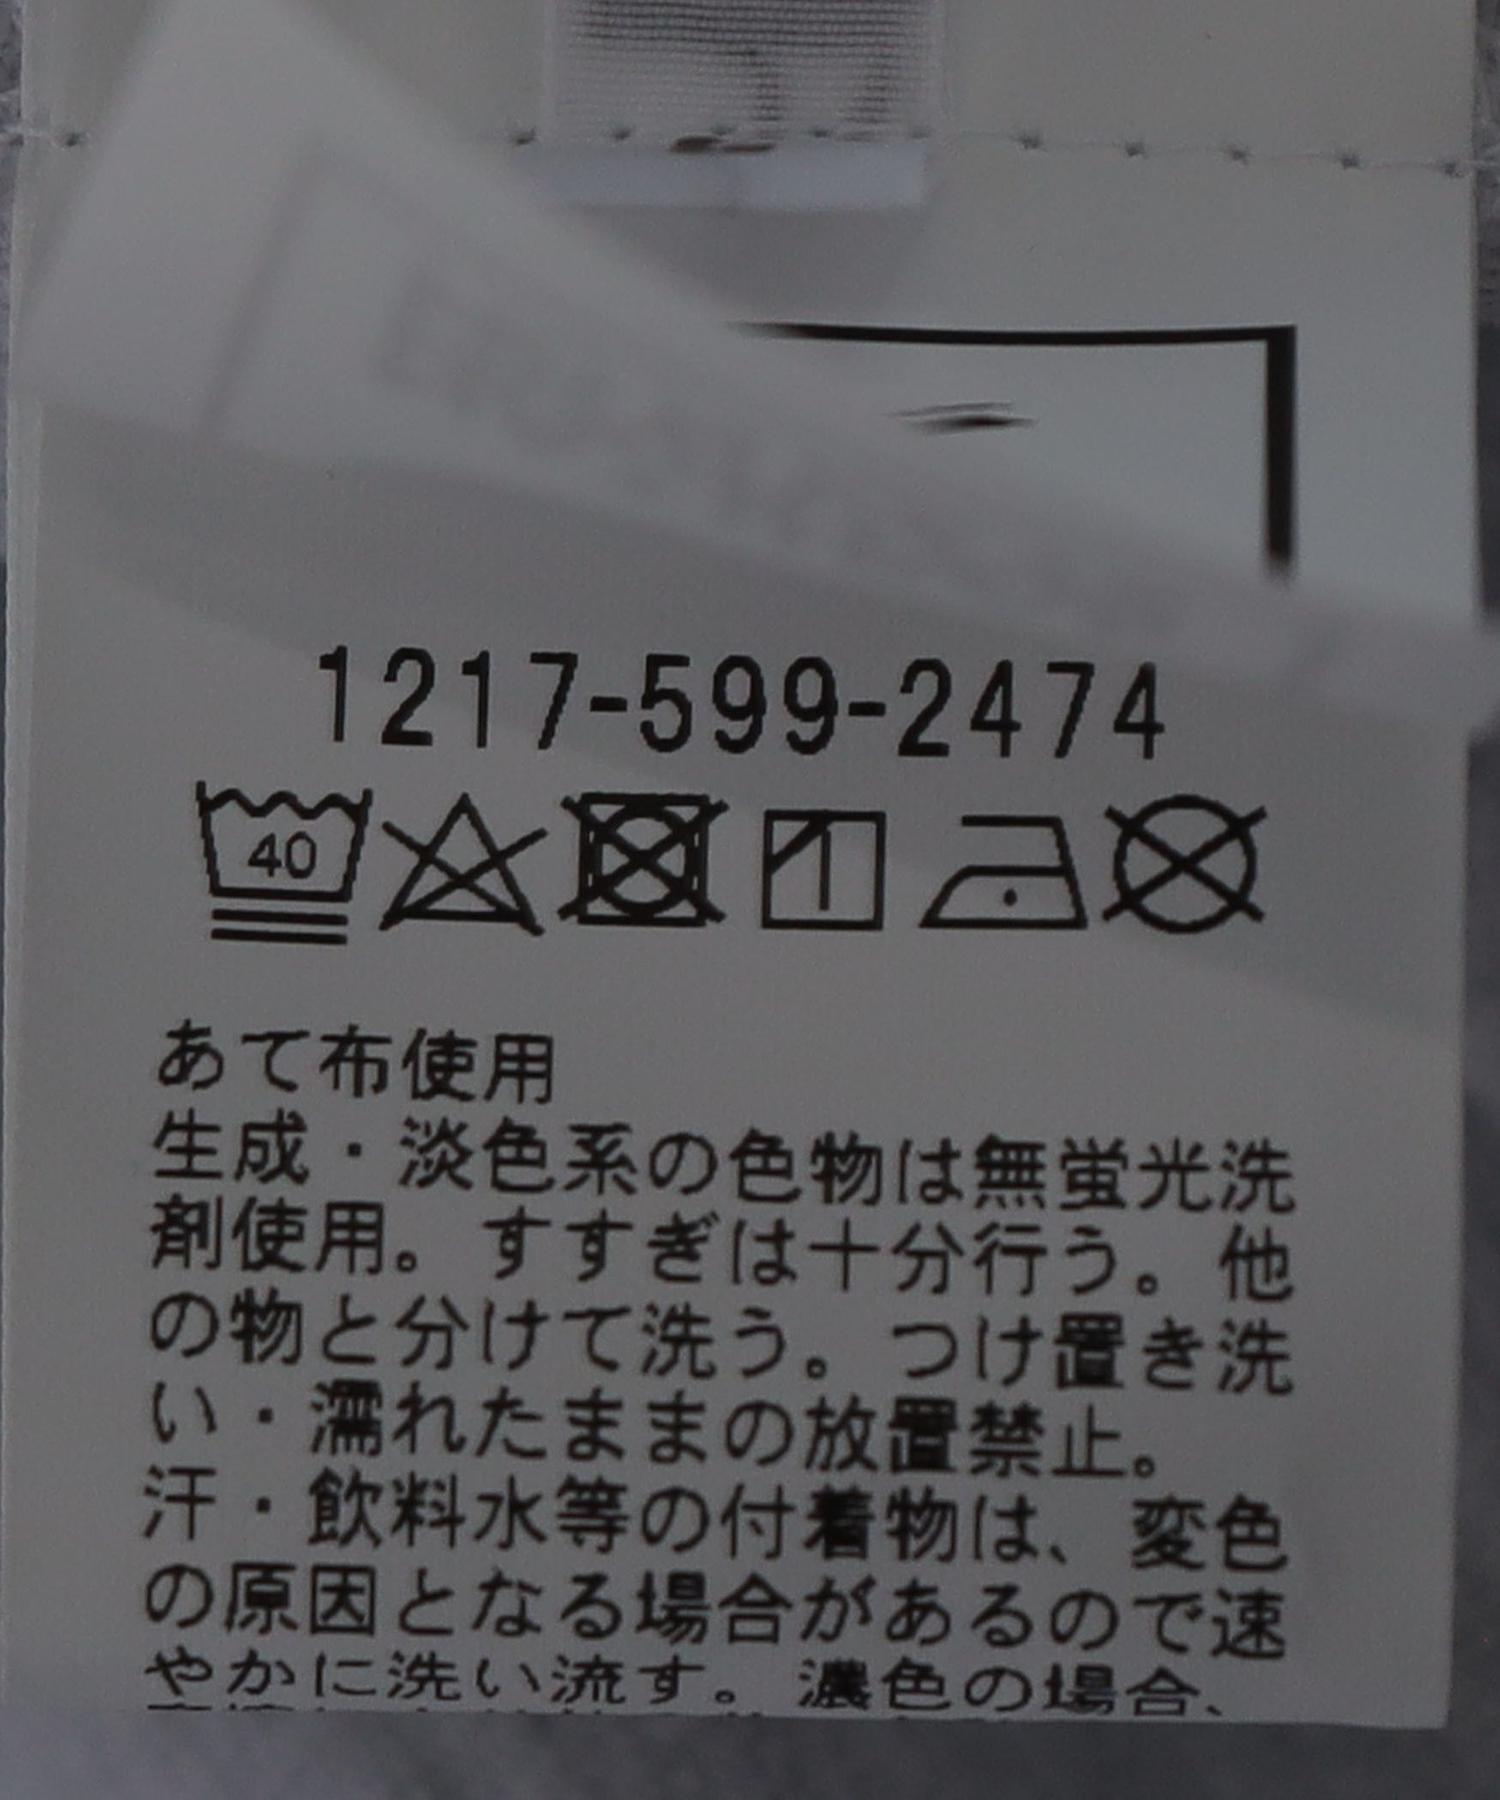 1217-599-2474
40
あて布使用
生成・淡色系の色物は無蛍光洗
剤使用。すすぎは十分行う。他
の物と分けて洗う。つけ置き洗
い・濡れたままの放置禁止。
汗・飲料水等の付着物は、変色
の原因となる場合があるので速
やかに洗い流す。濃色の場合、